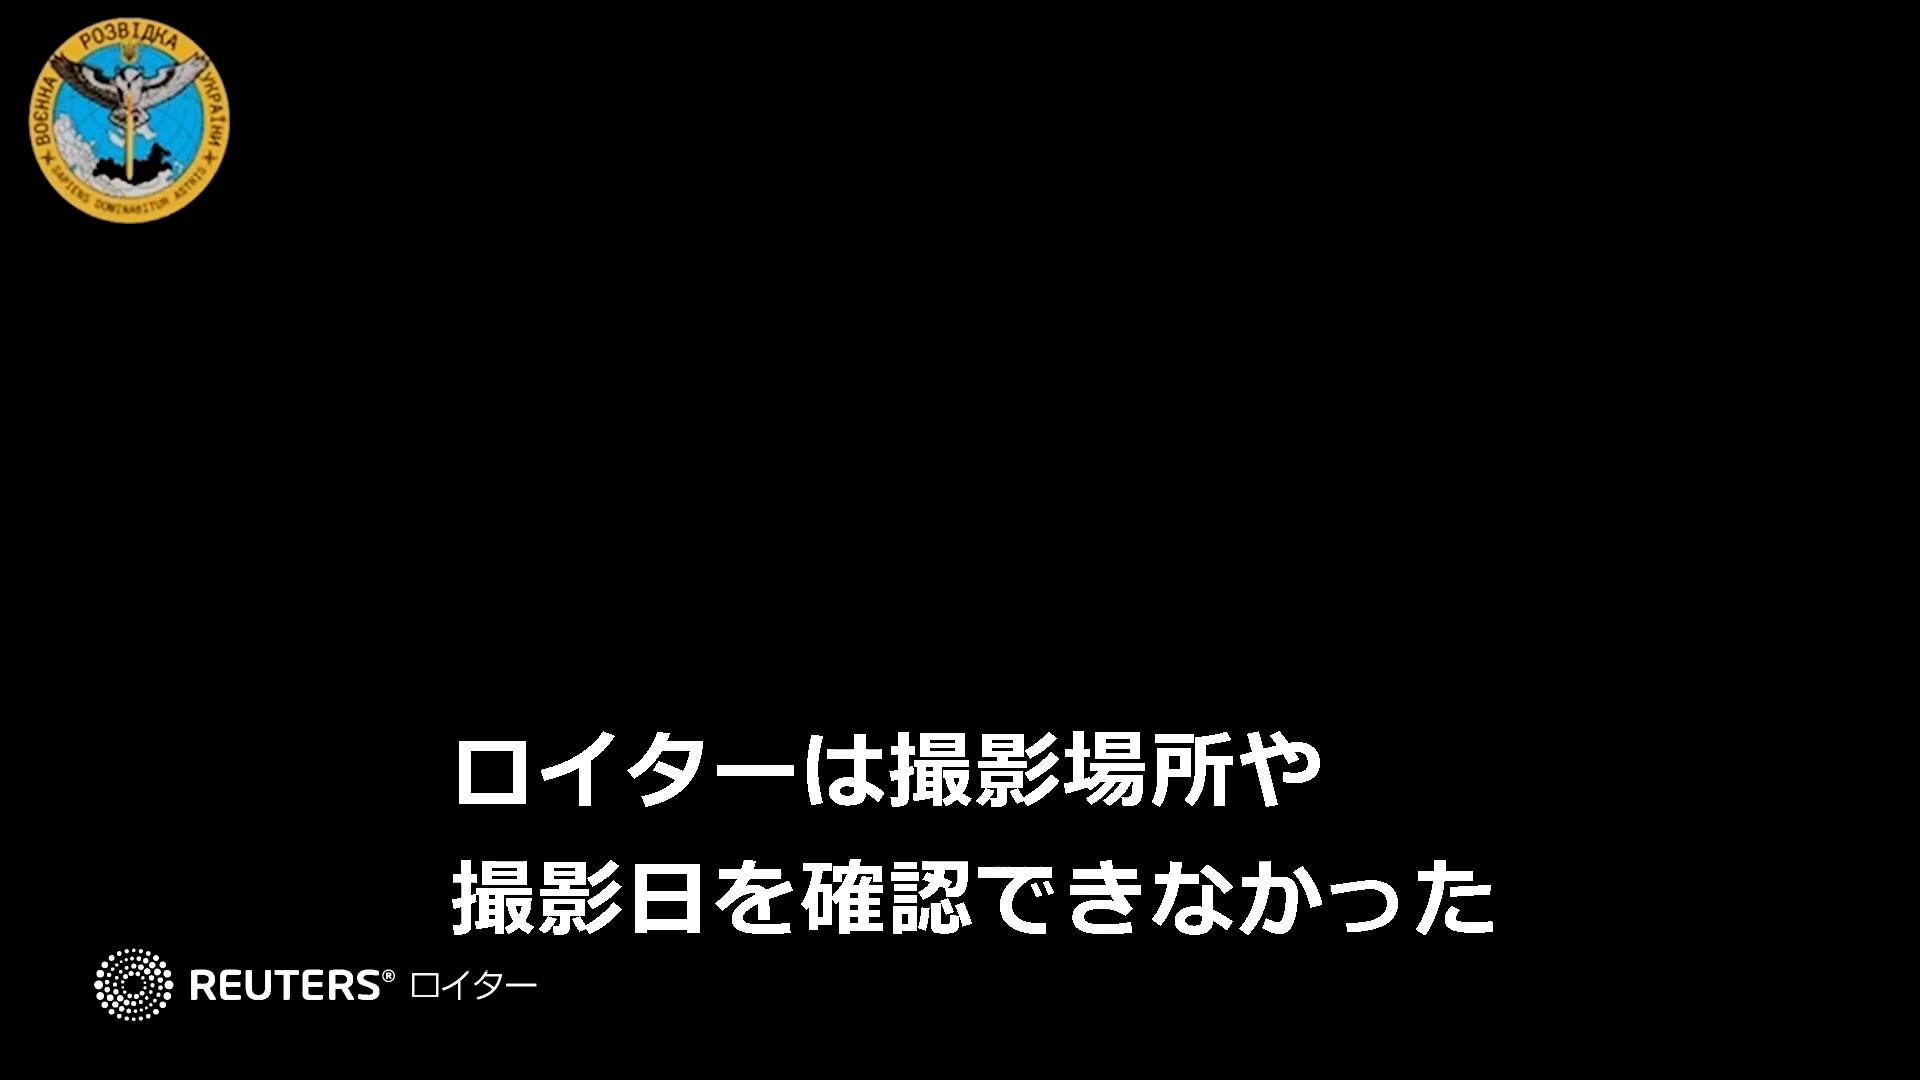 ВОЄННА РОЗВІДКА УКРАЇНИ
SAPIENS DOMINABITUR ASTRIS
ロイターは撮影場所や
撮影日を確認できなかった
REUTERS® ロイター